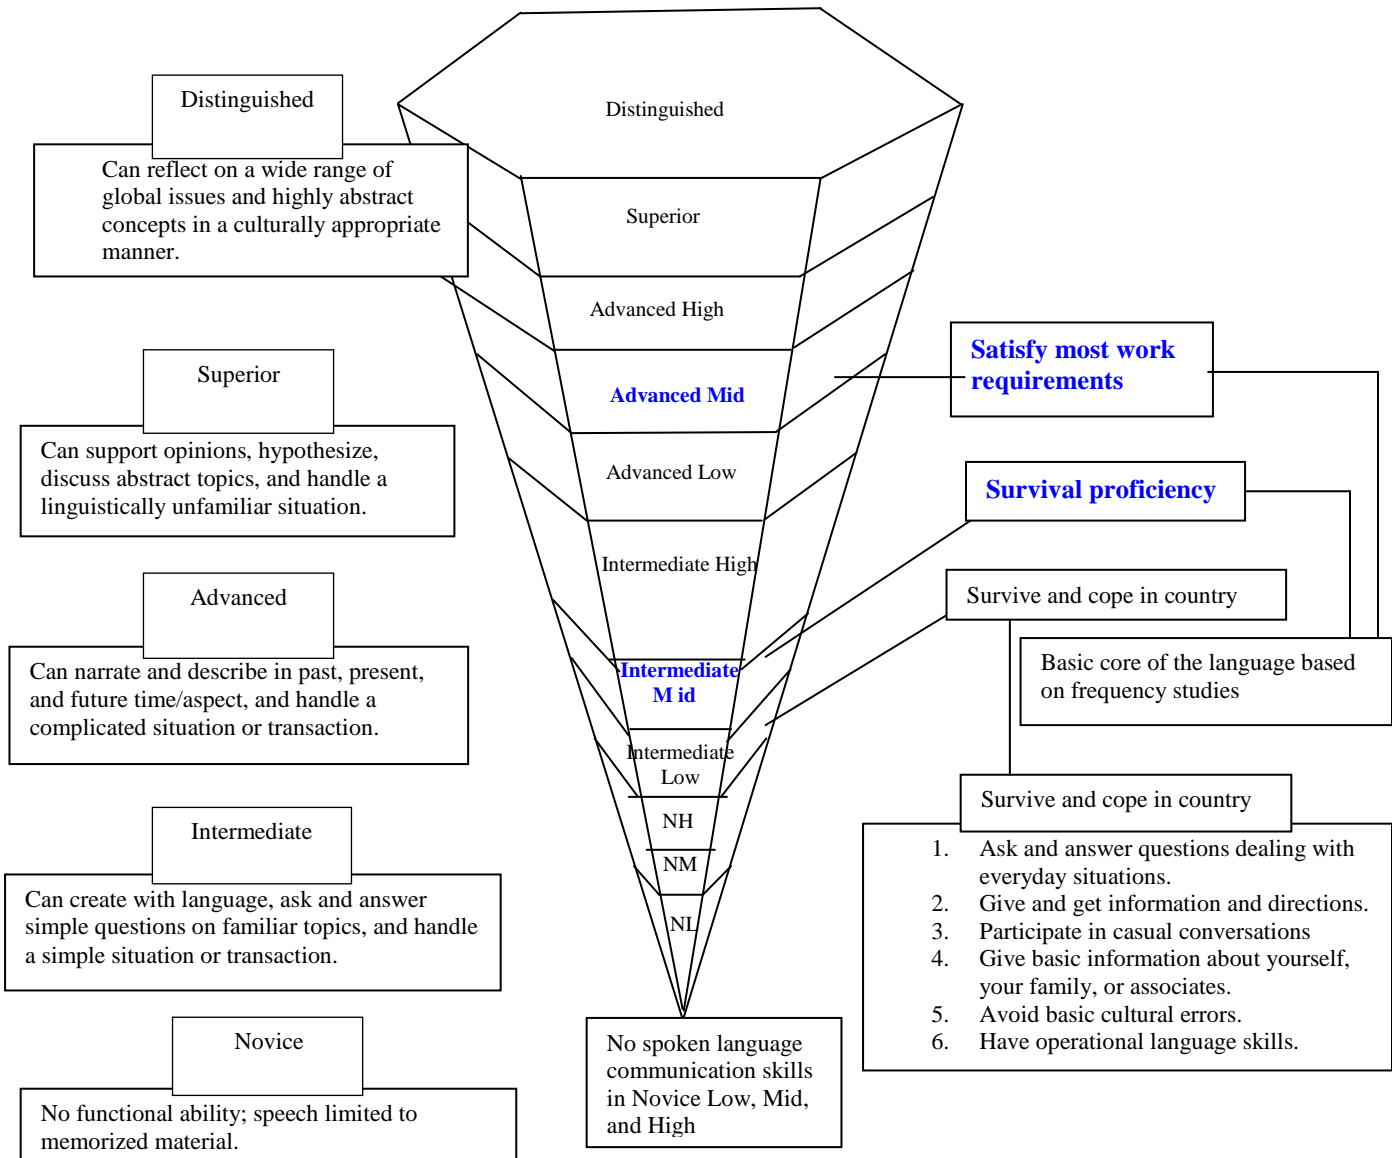 Distinguished
Can reflect on a wide range of
global issues and highly abstract
concepts in a culturally appropriate
manner.
Superior
Can support opinions, hypothesize,
discuss abstract topics, and handle a
linguistically unfamiliar situation.
Advanced
Can narrate and describe in past, present,
and future time/aspect, and handle a
complicated situation or transaction.
Intermediate
Can create with language, ask and answer
simple questions on familiar topics, and handle
a simple situation or transaction.
Novice
No functional ability; speech limited to
memorized material.
Distinguished
Superior
Advanced High
Advanced Mid
Advanced Low
Intermediate High
Intermediate
M id
Intermediate
Low
NH
NM
NL
No spoken language
communication skills
in Novice Low, Mid,
and High
Satisfy most work
requirements
Survival proficiency
Survive and cope in country
Basic core of the language based
on frequency studies
Survive and cope in country
1. Ask and answer questions dealing with
everyday situations.
2. Give and get information and directions.
3. Participate in casual conversations
4. Give basic information about yourself,
your family, or associates.
5. Avoid basic cultural errors.
6. Have operational language skills.